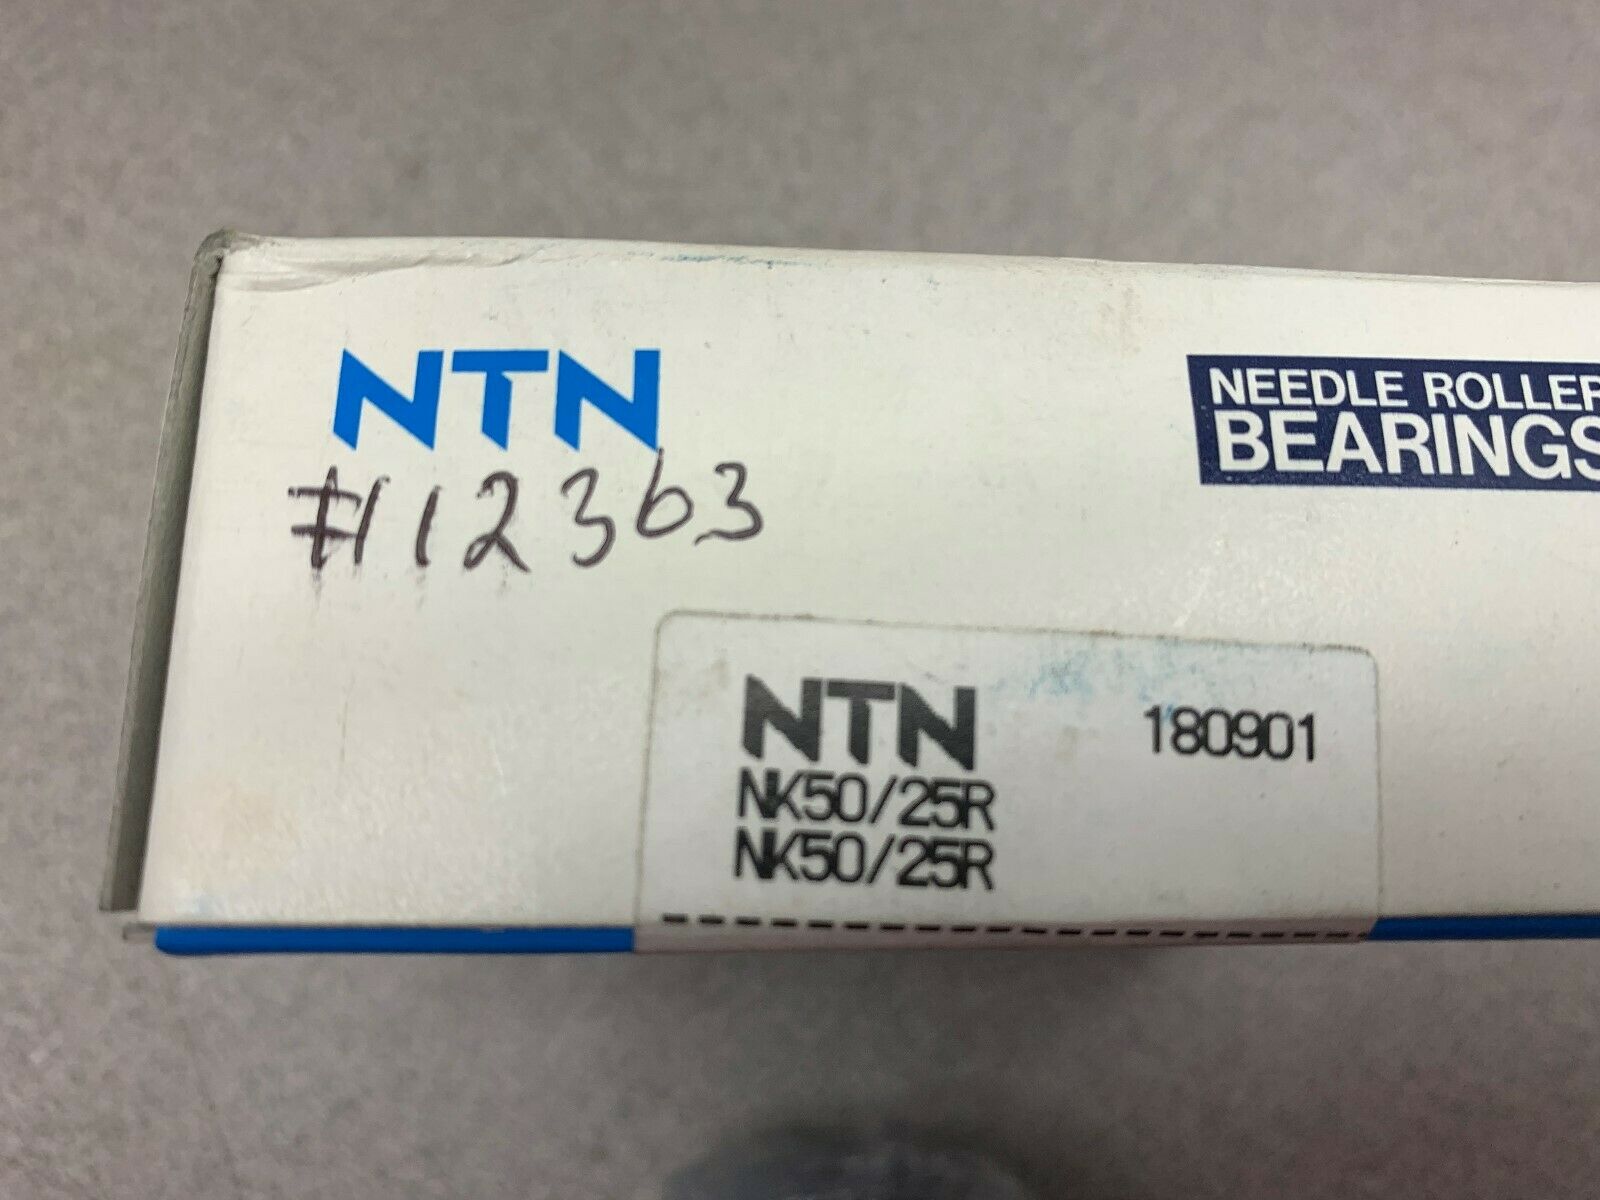 NTN
NEEDLE ROLLER
BEARINGS
#112363
NTN
180901
NK50/25R
NK50/25R